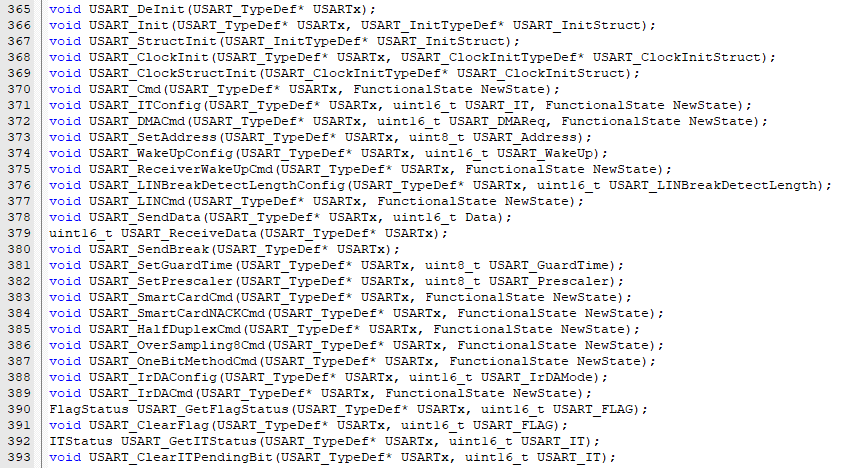 365 void USART_DeInit(USART_TypeDef* USARTx);
366 void USART_Init(USART_TypeDef* USARTx, USART_InitTypeDef* USART_InitStruct);
367 void USART_StructInit(USART_InitTypeDef* USART_InitStruct);
368 void USART_ClockInit(USART_TypeDef* USARTx, USART_ClockInitTypeDef* USART_ClockInitStruct);
369 void USART_ClockStructInit(USART_ClockInitTypeDef* USART_ClockInitStruct);
370 void USART_Cmd(USART_TypeDef* USARTx, FunctionalState NewState);
371 void USART_ITConfig(USART_TypeDef* USARTx, uint16_t USART_IT, FunctionalState NewState);
372 void USART_DMACmd(USART_TypeDef* USARTx, uint16_t USART_DMAReq, FunctionalState NewState);
373 void USART_SetAddress(USART_TypeDef* USARTx, uint8_t USART_Address);
374 void USART_WakeUpConfig(USART_TypeDef* USARTx, uint16_t USART_WakeUp);
375 void USART_ReceiverWakeUpCmd(USART_TypeDef* USARTx, FunctionalState NewState);
376 void USART_LINBreakDetectLengthConfig(USART_TypeDef* USARTx, uint16_t USART_LINBreakDetectLength);
377 void USART_LINCmd(USART_TypeDef* USARTx, FunctionalState NewState);
378 void USART_SendData(USART_TypeDef* USARTx, uint16_t Data);
379 uint16_t USART_ReceiveData(USART_TypeDef* USARTx);
380 void USART_SendBreak(USART_TypeDef* USARTx);
381 void USART_SetGuardTime(USART_TypeDef* USARTx, uint8_t USART_GuardTime);
382 void USART_SetPrescaler(USART_TypeDef* USARTx, uint8_t USART_Prescaler);
383 void USART_SmartCardCmd(USART_TypeDef* USARTx, FunctionalState NewState);
384 void USART_SmartCardNACKCmd(USART_TypeDef* USARTx, FunctionalState NewState);
385 void USART_HalfDuplexCmd(USART_TypeDef* USARTx, FunctionalState NewState);
386 void USART_OverSampling8Cmd(USART_TypeDef* USARTx, FunctionalState NewState);
387 void USART_OneBitMethodCmd(USART_TypeDef* USARTx, FunctionalState NewState);
388 void USART_IrDAConfig(USART_TypeDef* USARTx, uint16_t USART_IrDAMode);
389 void USART_IrDACmd(USART_TypeDef* USARTx, FunctionalState NewState);
390 FlagStatus USART_GetFlagStatus(USART_TypeDef* USARTx, uint16_t USART_FLAG);
391 void USART_ClearFlag(USART_TypeDef* USARTx, uint16_t USART_FLAG);
392 ITStatus USART_GetITStatus(USART_TypeDef* USARTx, uint16_t USART_IT);
393 void USART_ClearITPendingBit(USART_TypeDef* USARTx, uint16_t USART_IT);